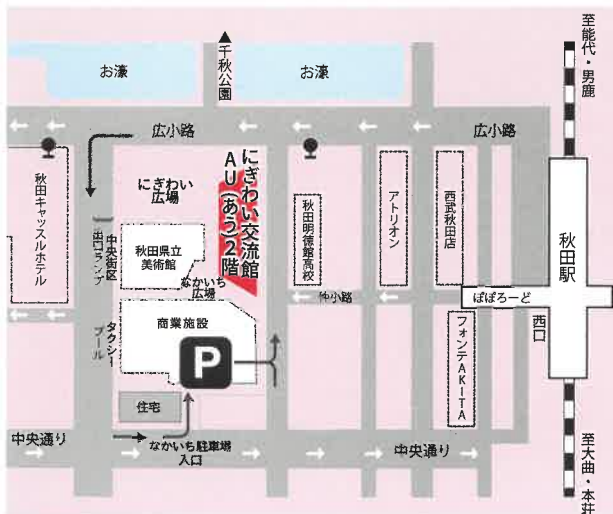 至能代・男鹿
お濠
▲千秋公園
お濠
広小路
広小路
にぎわい交流館
AU(あう)2階
にぎわい
広場
秋田キャッスルホテル
中央街区
出口ランプ
秋田県立
美術館
なかいち
広場
秋田明徳館高校
アトリオン
西武秋田店
秋田駅
仲小路
ぽぽろーど
西口
フォンテAKITA
商業施設
P
タクシー
プール
住宅
中央通り
なかいち駐車場
入口
中央通り
至大曲・本荘